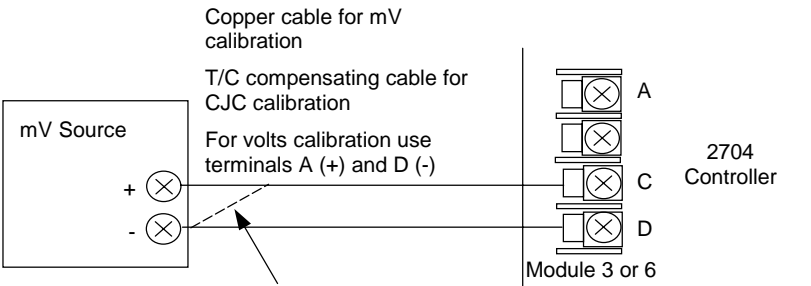 Copper cable for mV
calibration
T/C compensating cable for
CJC calibration
For volts calibration use
terminals A (+) and D (-)
mV Source
+
-
A
C
D
2704
Controller
Module 3 or 6